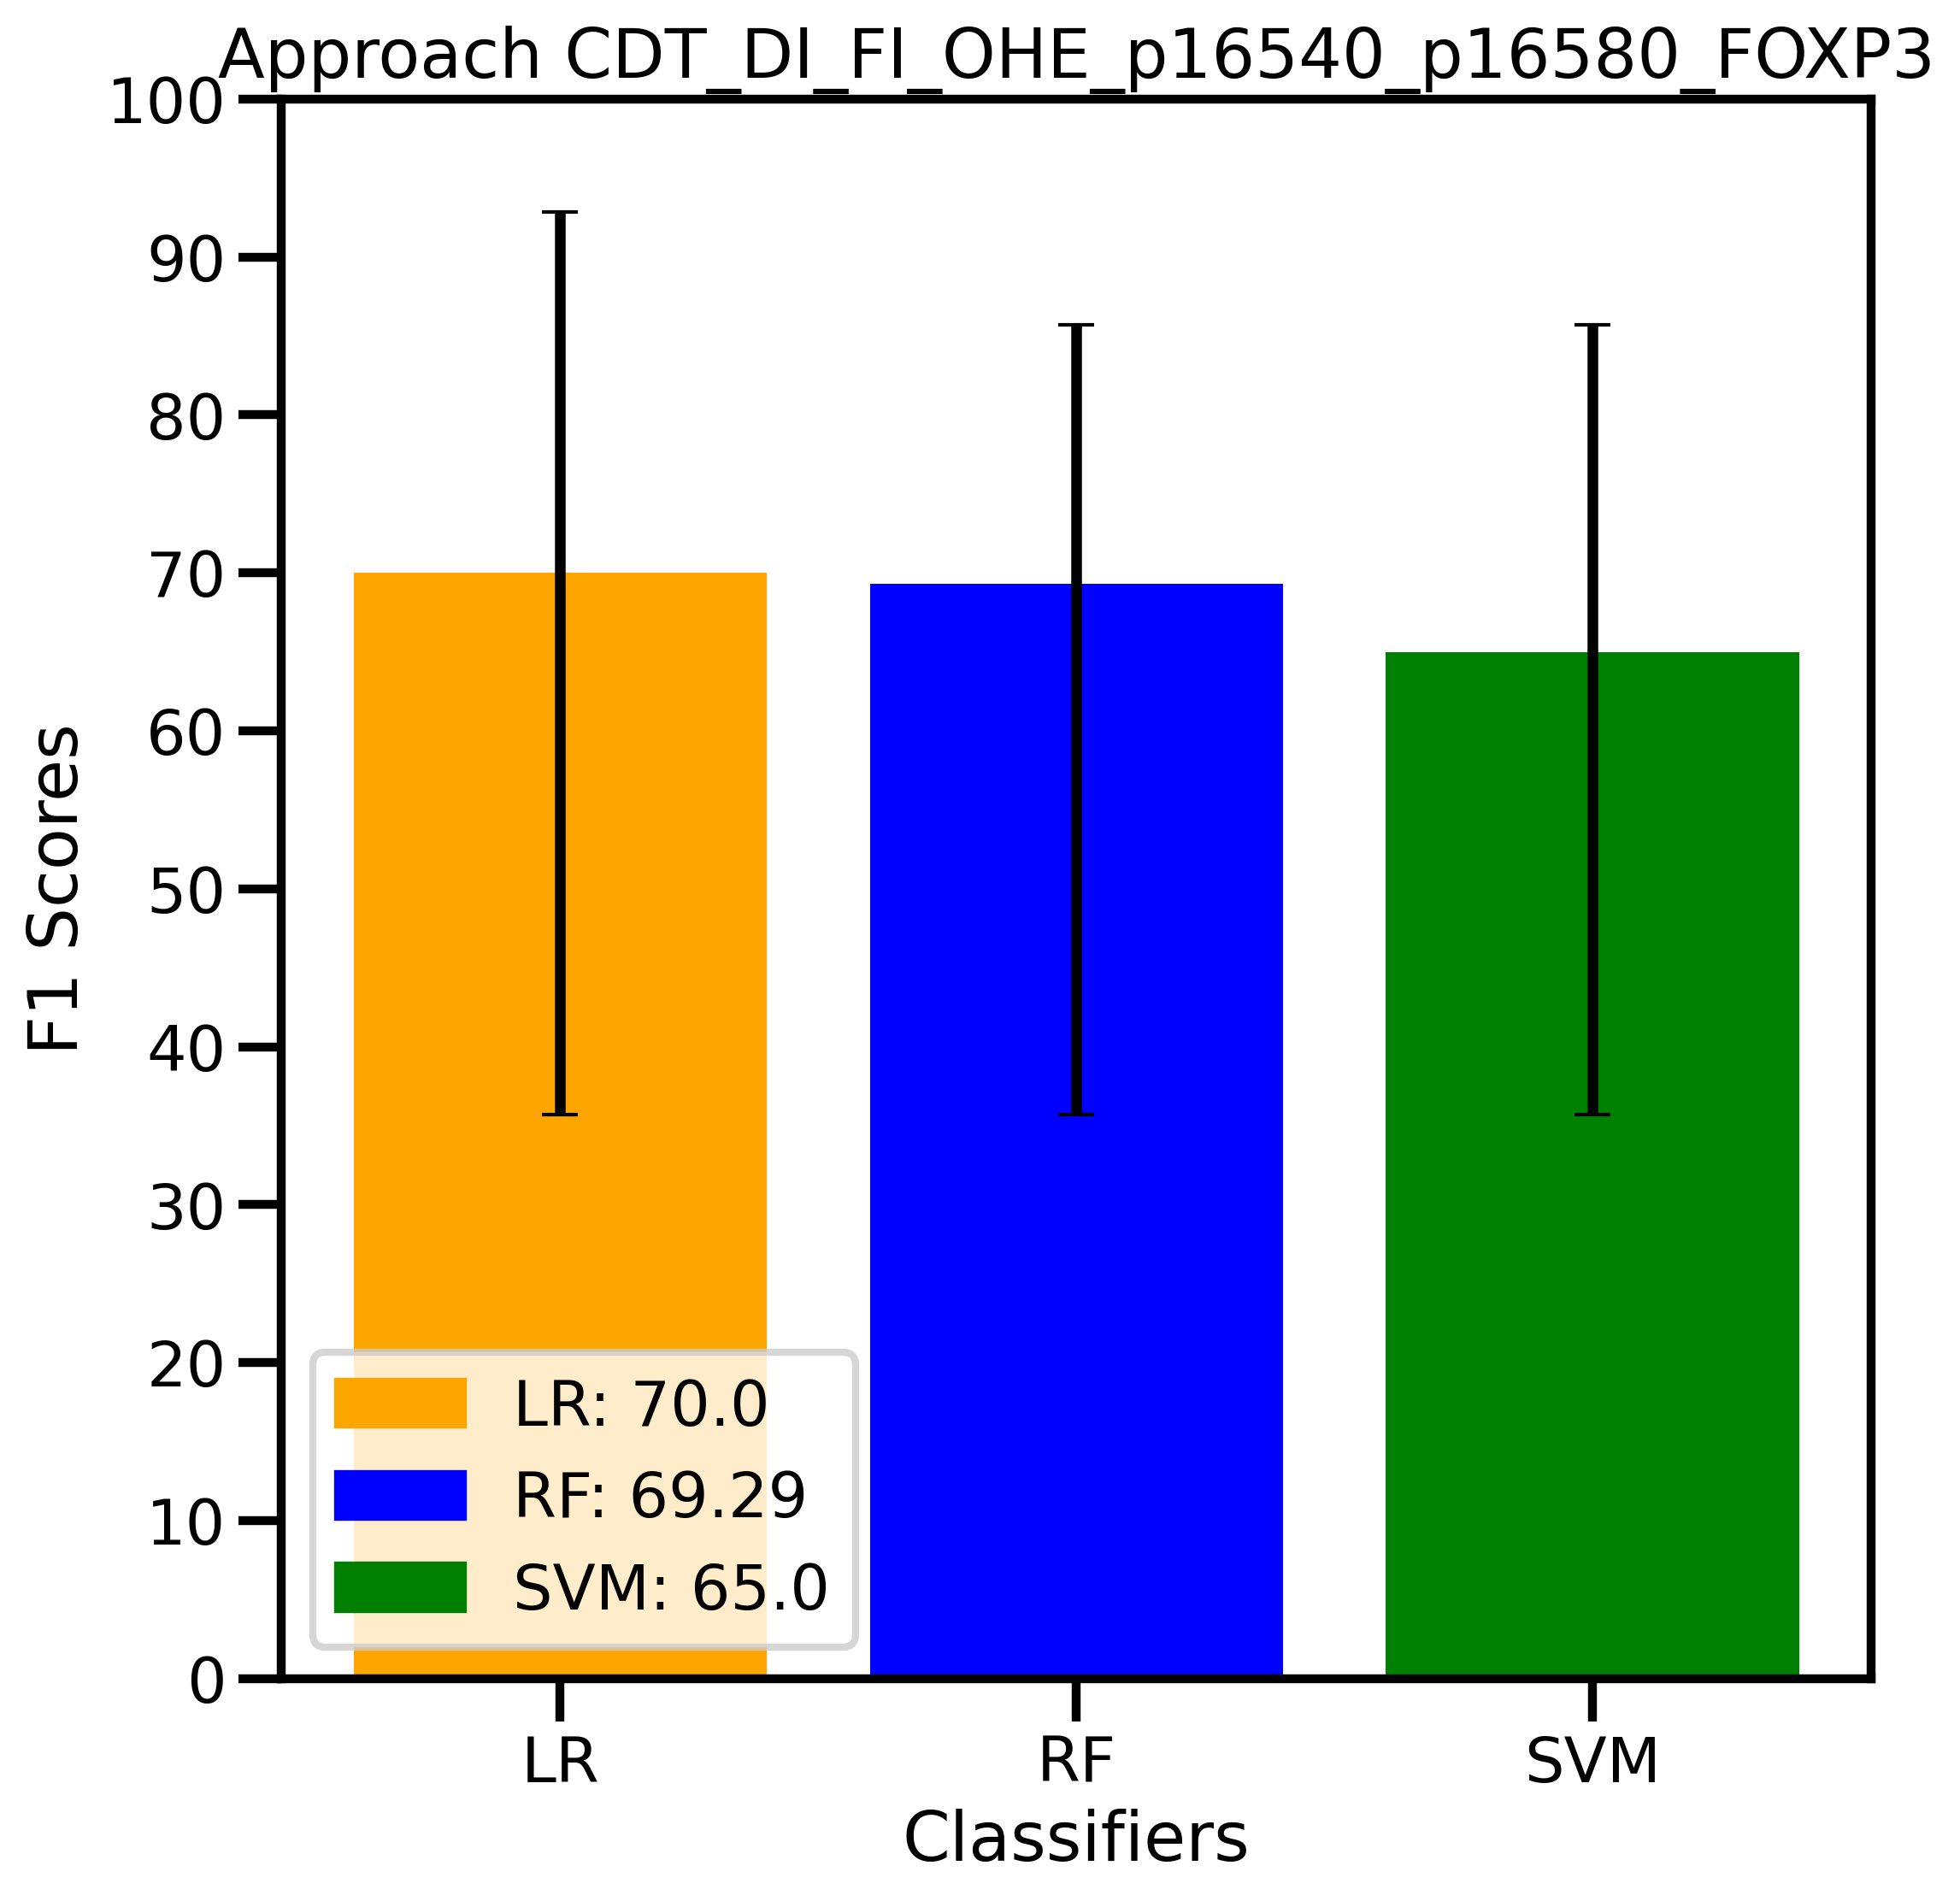 Approach CDT_DI_FI_OHE_p16540_p16580_FOXP3
100
90
80
70
60
50
40
30
20
10
0
F1 Scores
LR: 70.0
RF: 69.29
SVM: 65.0
LR
RF
SVM
Classifiers